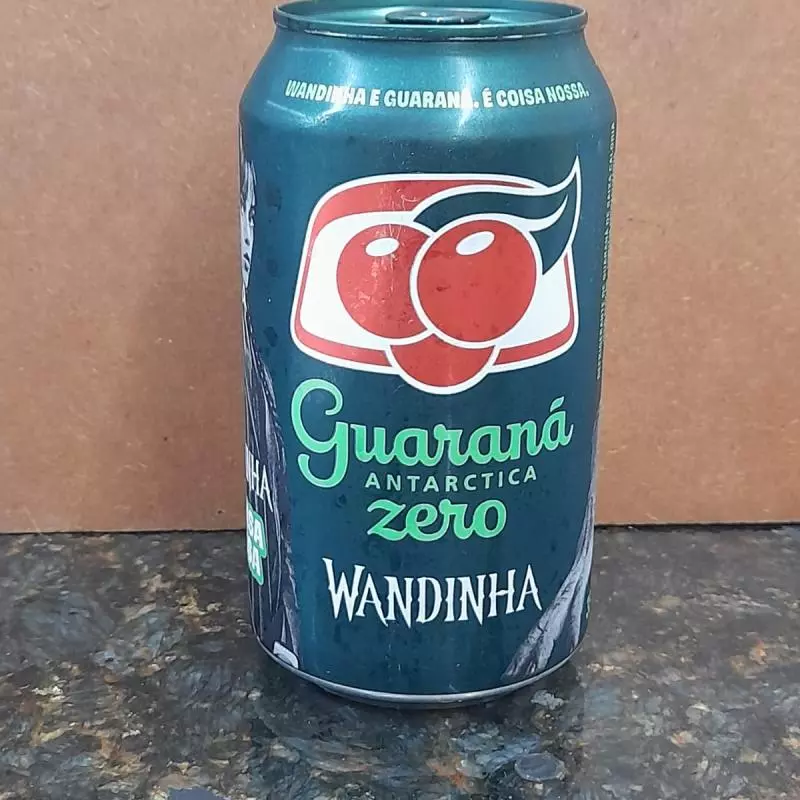 WANDINHA E GUARANÁ. É COISA NOSSA.
Guaraná
ANTARCTICA
zero
WANDINHA